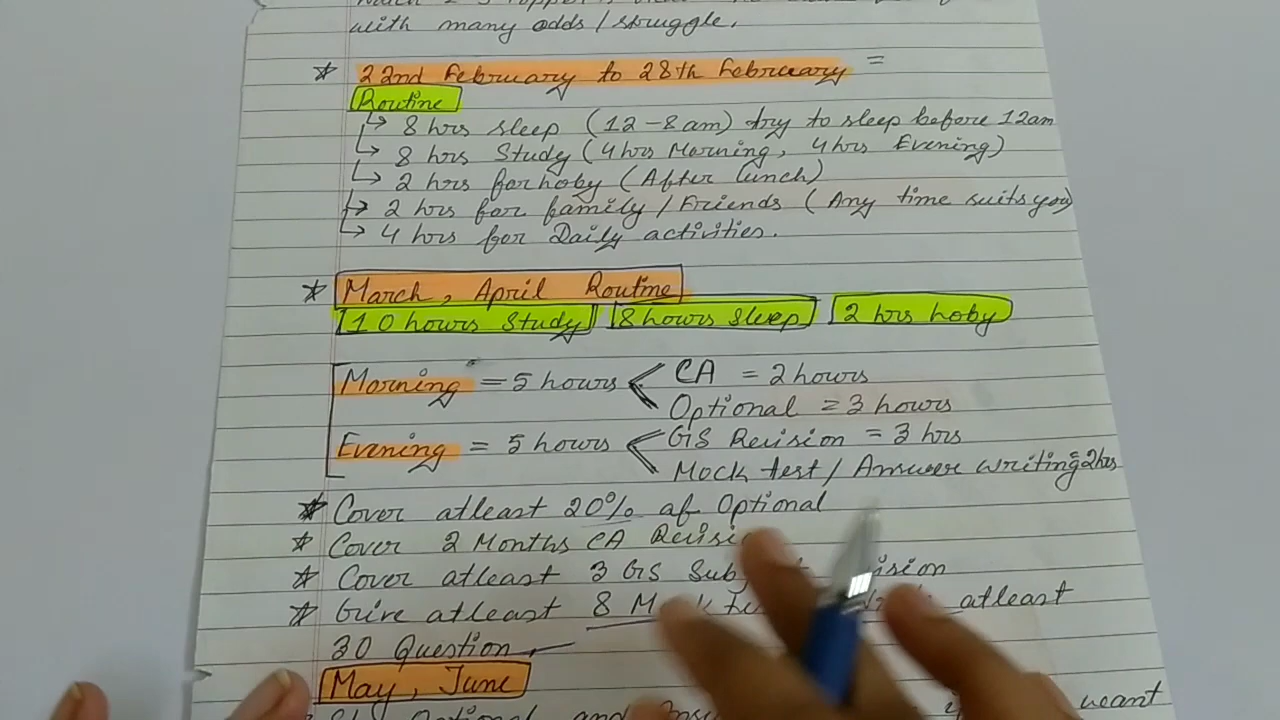 with many odds/struggle.
* 22nd February to 28th February =
Routine
→ 8 hrs sleep (12-8am) try to sleep before 12am
→ 8 hrs Study (4hrs Morning, 4hrs Evening)
→ 2 hrs for hoby (After lunch)
→ 2 hrs for family/Friends (Any time suits you)
→ 4 hrs for Daily activities.
* March, April Routine
10 hours Study 8 hours sleep 2 hrs hoby
Morning = 5 hours < CA = 2 hours
Optional = 3 hours
Evening = 5 hours < GS Revision = 3 hrs
Mock test/Answer writing=2hrs
* Cover atleast 20% of Optional
* Cover 2 Months CA
* Cover atleast 3 GS
* Give atleast 8 atleast
30 Question
May, June
Optional and